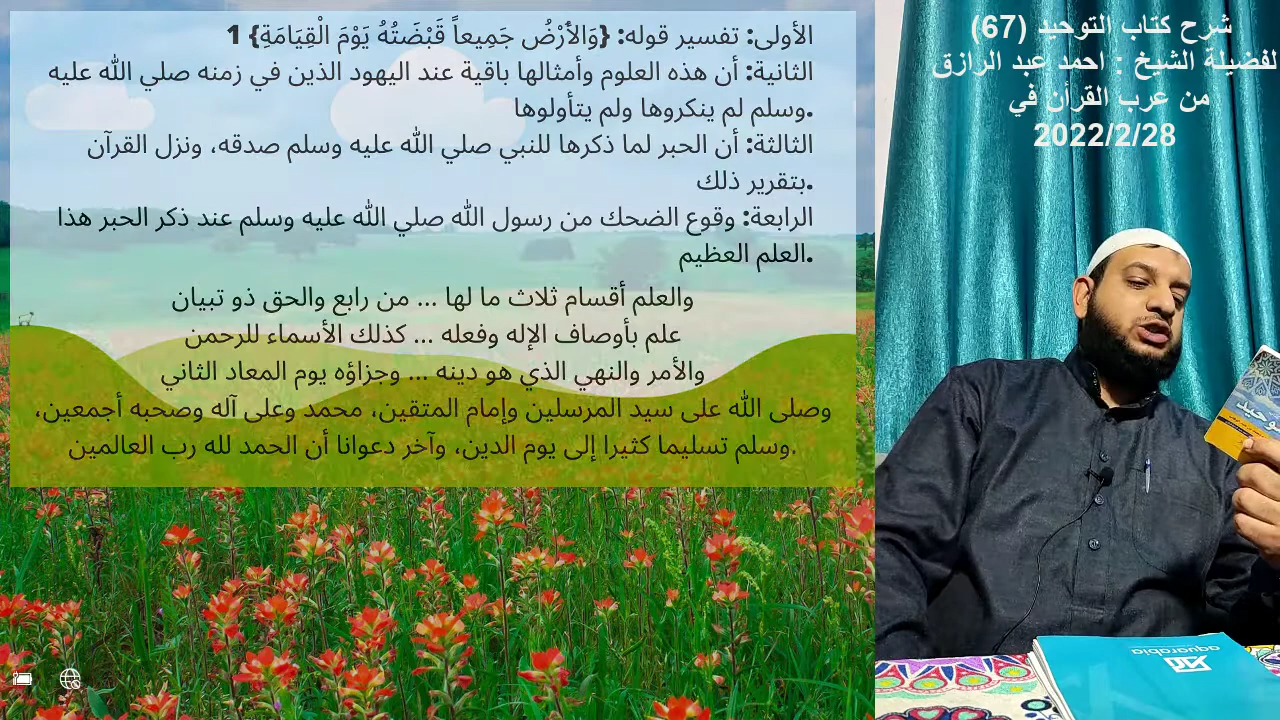 الأولى: تفسير قوله: {وَالأَرْضُ جَمِيعاً قَبْضَتُهُ يَوْمَ الْقِيَامَةِ} 1
الثانية: أن هذه العلوم وأمثالها باقية عند اليهود الذين في زمنه صلي الله عليه
وسلم لم ينكروها ولم يتأولوها.
الثالثة: أن الحبر لما ذكرها للنبي صلي الله عليه وسلم صدقه، ونزل القرآن
بتقرير ذلك.
الرابعة: وقوع الضحك من رسول الله صلي الله عليه وسلم عند ذكر الحبر هذا
العلم العظيم.
والعلم أقسام ثلاث ما لها ... من رابع والحق ذو تبيان
علم بأوصاف الإله وفعله ... كذلك الأسماء للرحمن
والأمر والنهي الذي هو دينه ... وجزاؤه يوم المعاد الثاني
وصلى الله على سيد المرسلين وإمام المتقين، محمد وعلى آله وصحبه أجمعين،
وسلم تسليما كثيرا إلى يوم الدين، وآخر دعوانا أن الحمد لله رب العالمين.
شرح كتاب التوحيد (67)
لفضيلة الشيخ : احمد عبد الرازق
من عرب القرأن في
2022/2/28
aquarabia